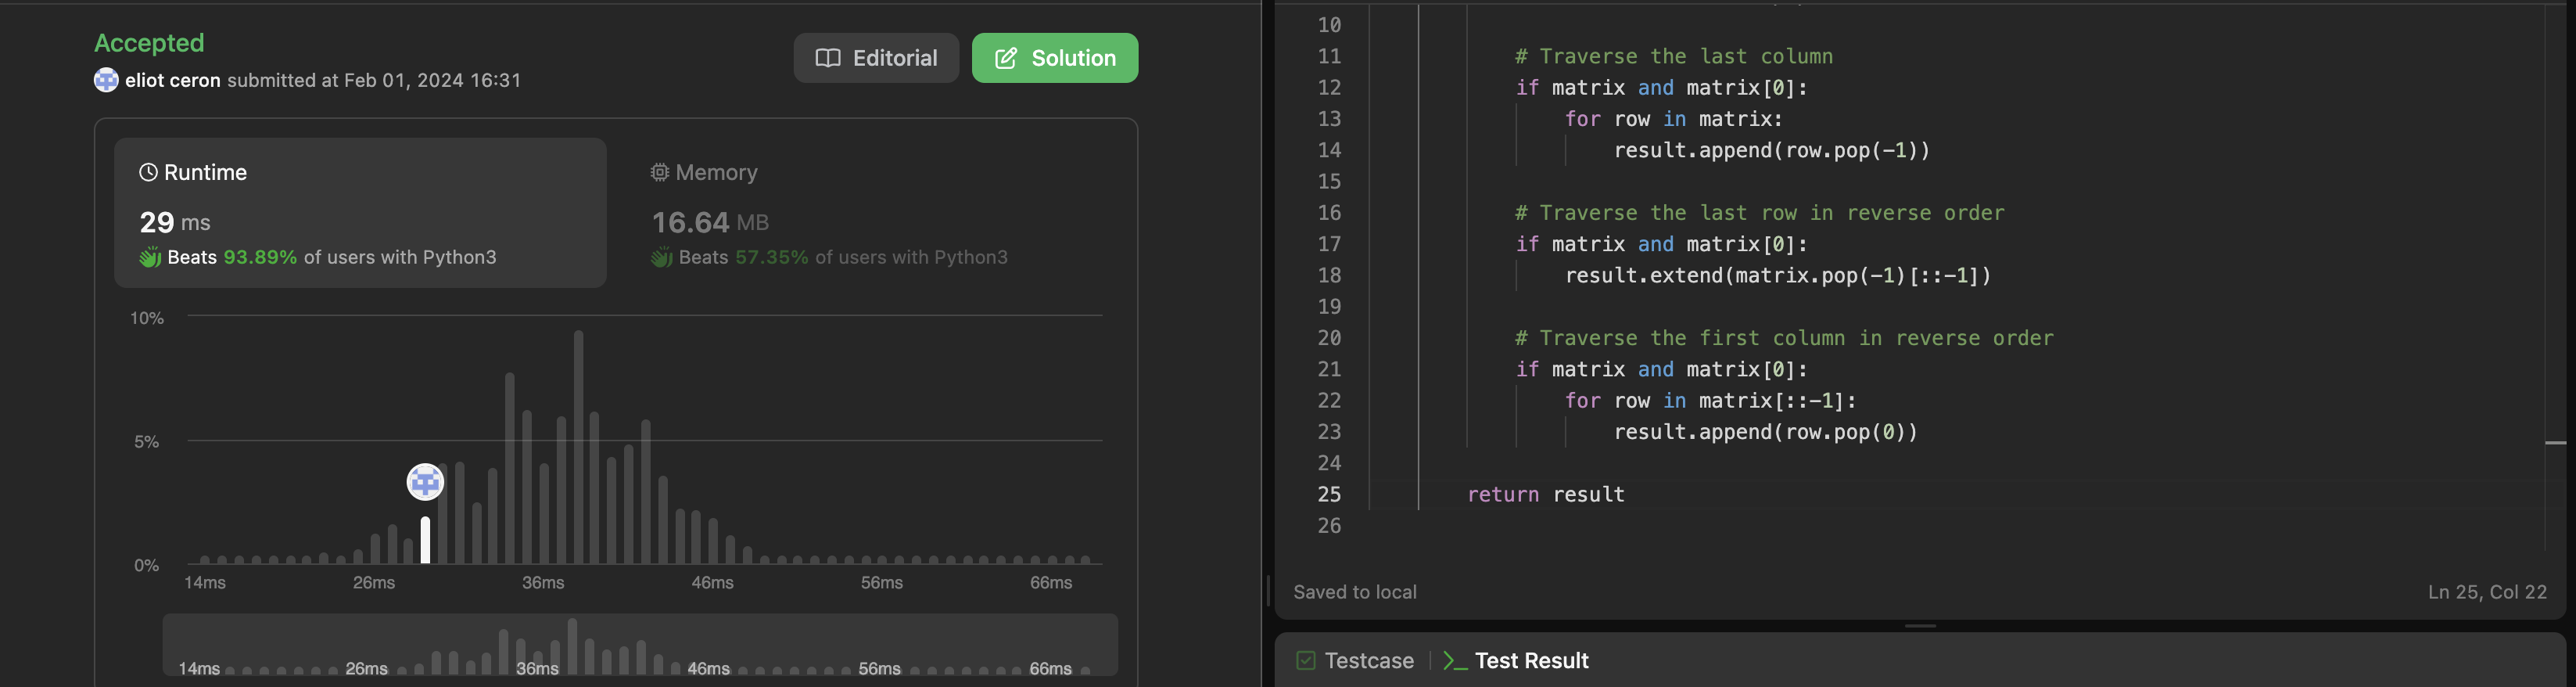 Accepted
Editorial
Solution
eliot ceron submitted at Feb 01, 2024 16:31
Runtime
29 ms
Beats 93.89% of users with Python3
Memory
16.64 MB
Beats 57.35% of users with Python3
10%
5%
0%
14ms 26ms 36ms 46ms 56ms 66ms
14ms 26ms 36ms 46ms 56ms 66ms
10
11 # Traverse the last column
12 if matrix and matrix[0]:
13 for row in matrix:
14 result.append(row.pop(-1))
15
16 # Traverse the last row in reverse order
17 if matrix and matrix[0]:
18 result.extend(matrix.pop(-1)[::-1])
19
20 # Traverse the first column in reverse order
21 if matrix and matrix[0]:
22 for row in matrix[::-1]:
23 result.append(row.pop(0))
24
25 return result
26
Saved to local
Ln 25, Col 22
Testcase
Test Result